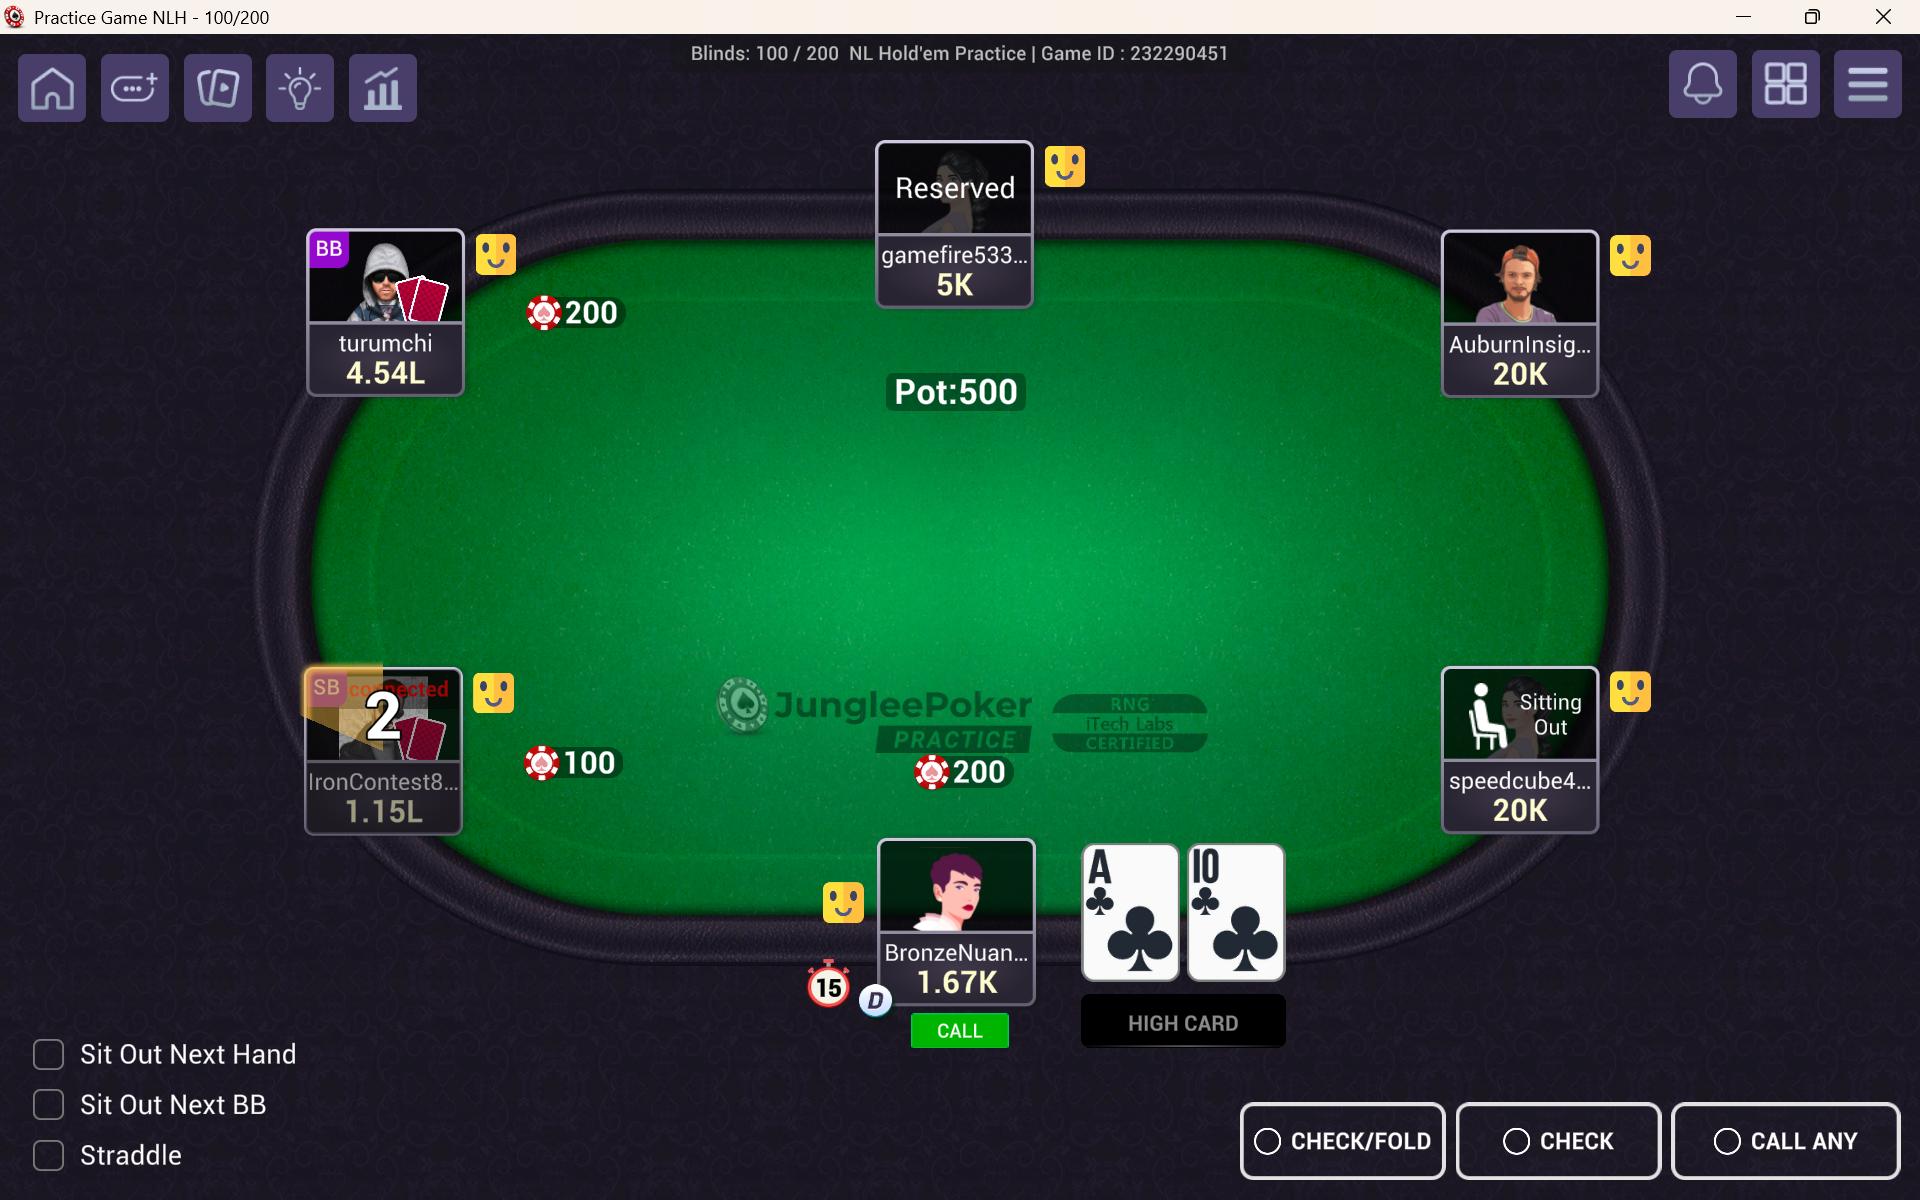 Practice Game NLH - 100/200
Blinds: 100 / 200 NL Hold'em Practice | Game ID : 232290451
Reserved
gamefire533...
5K
BB
turumchi
4.54L
200
AuburnInsig...
20K
Pot:500
SB
2
IronContest8...
1.15L
100
JungleePoker
PRACTICE
RNG
iTech Labs
CERTIFIED
200
Sitting
Out
speedcube4...
20K
A
10
BronzeNuan...
1.67K
15
D
CALL
HIGH CARD
Sit Out Next Hand
Sit Out Next BB
Straddle
CHECK/FOLD
CHECK
CALL ANY